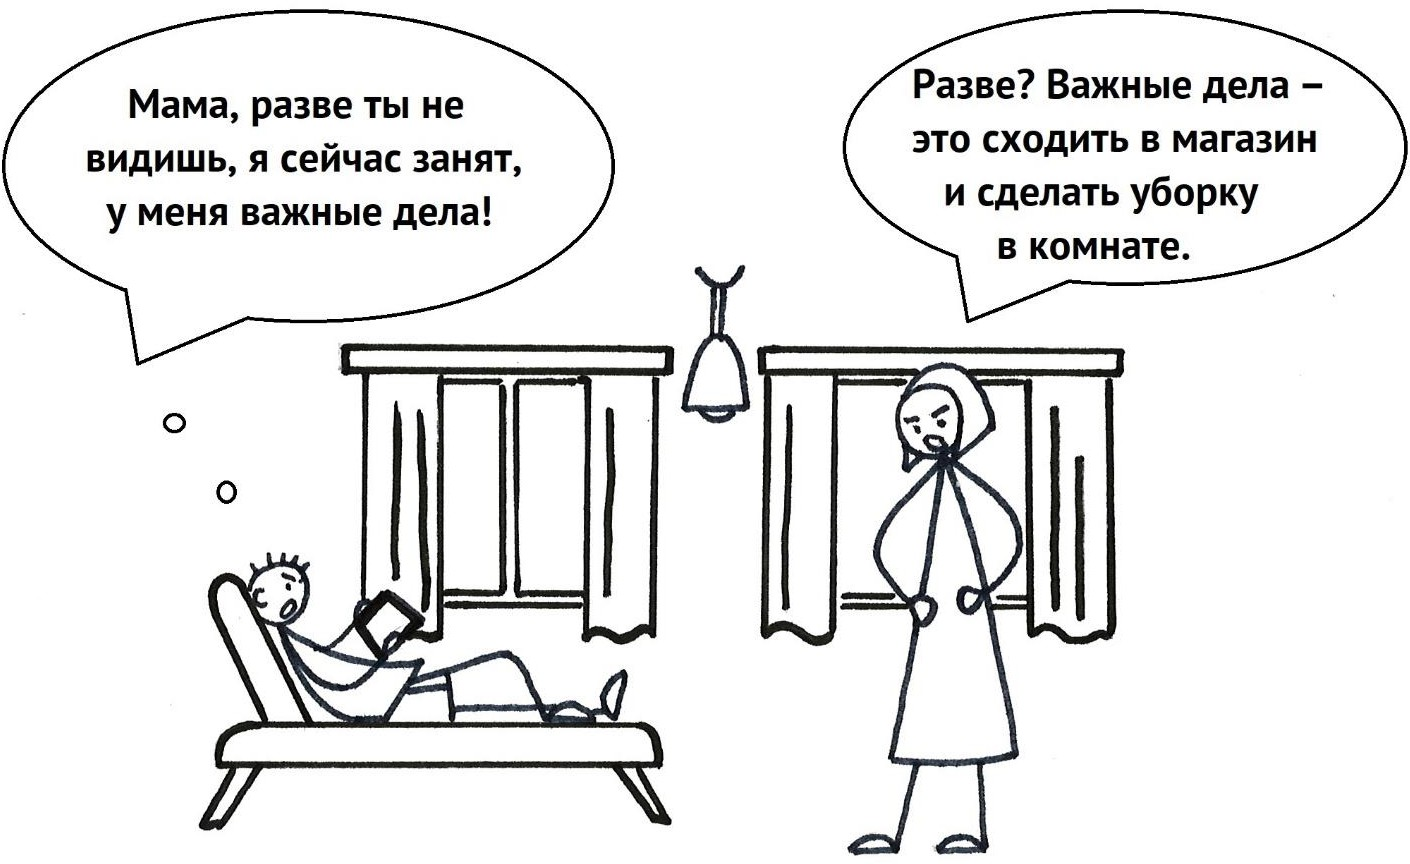 Мама, разве ты не
видишь, я сейчас занят,
у меня важные дела!
Разве? Важные дела –
это сходить в магазин
и сделать уборку
в комнате.